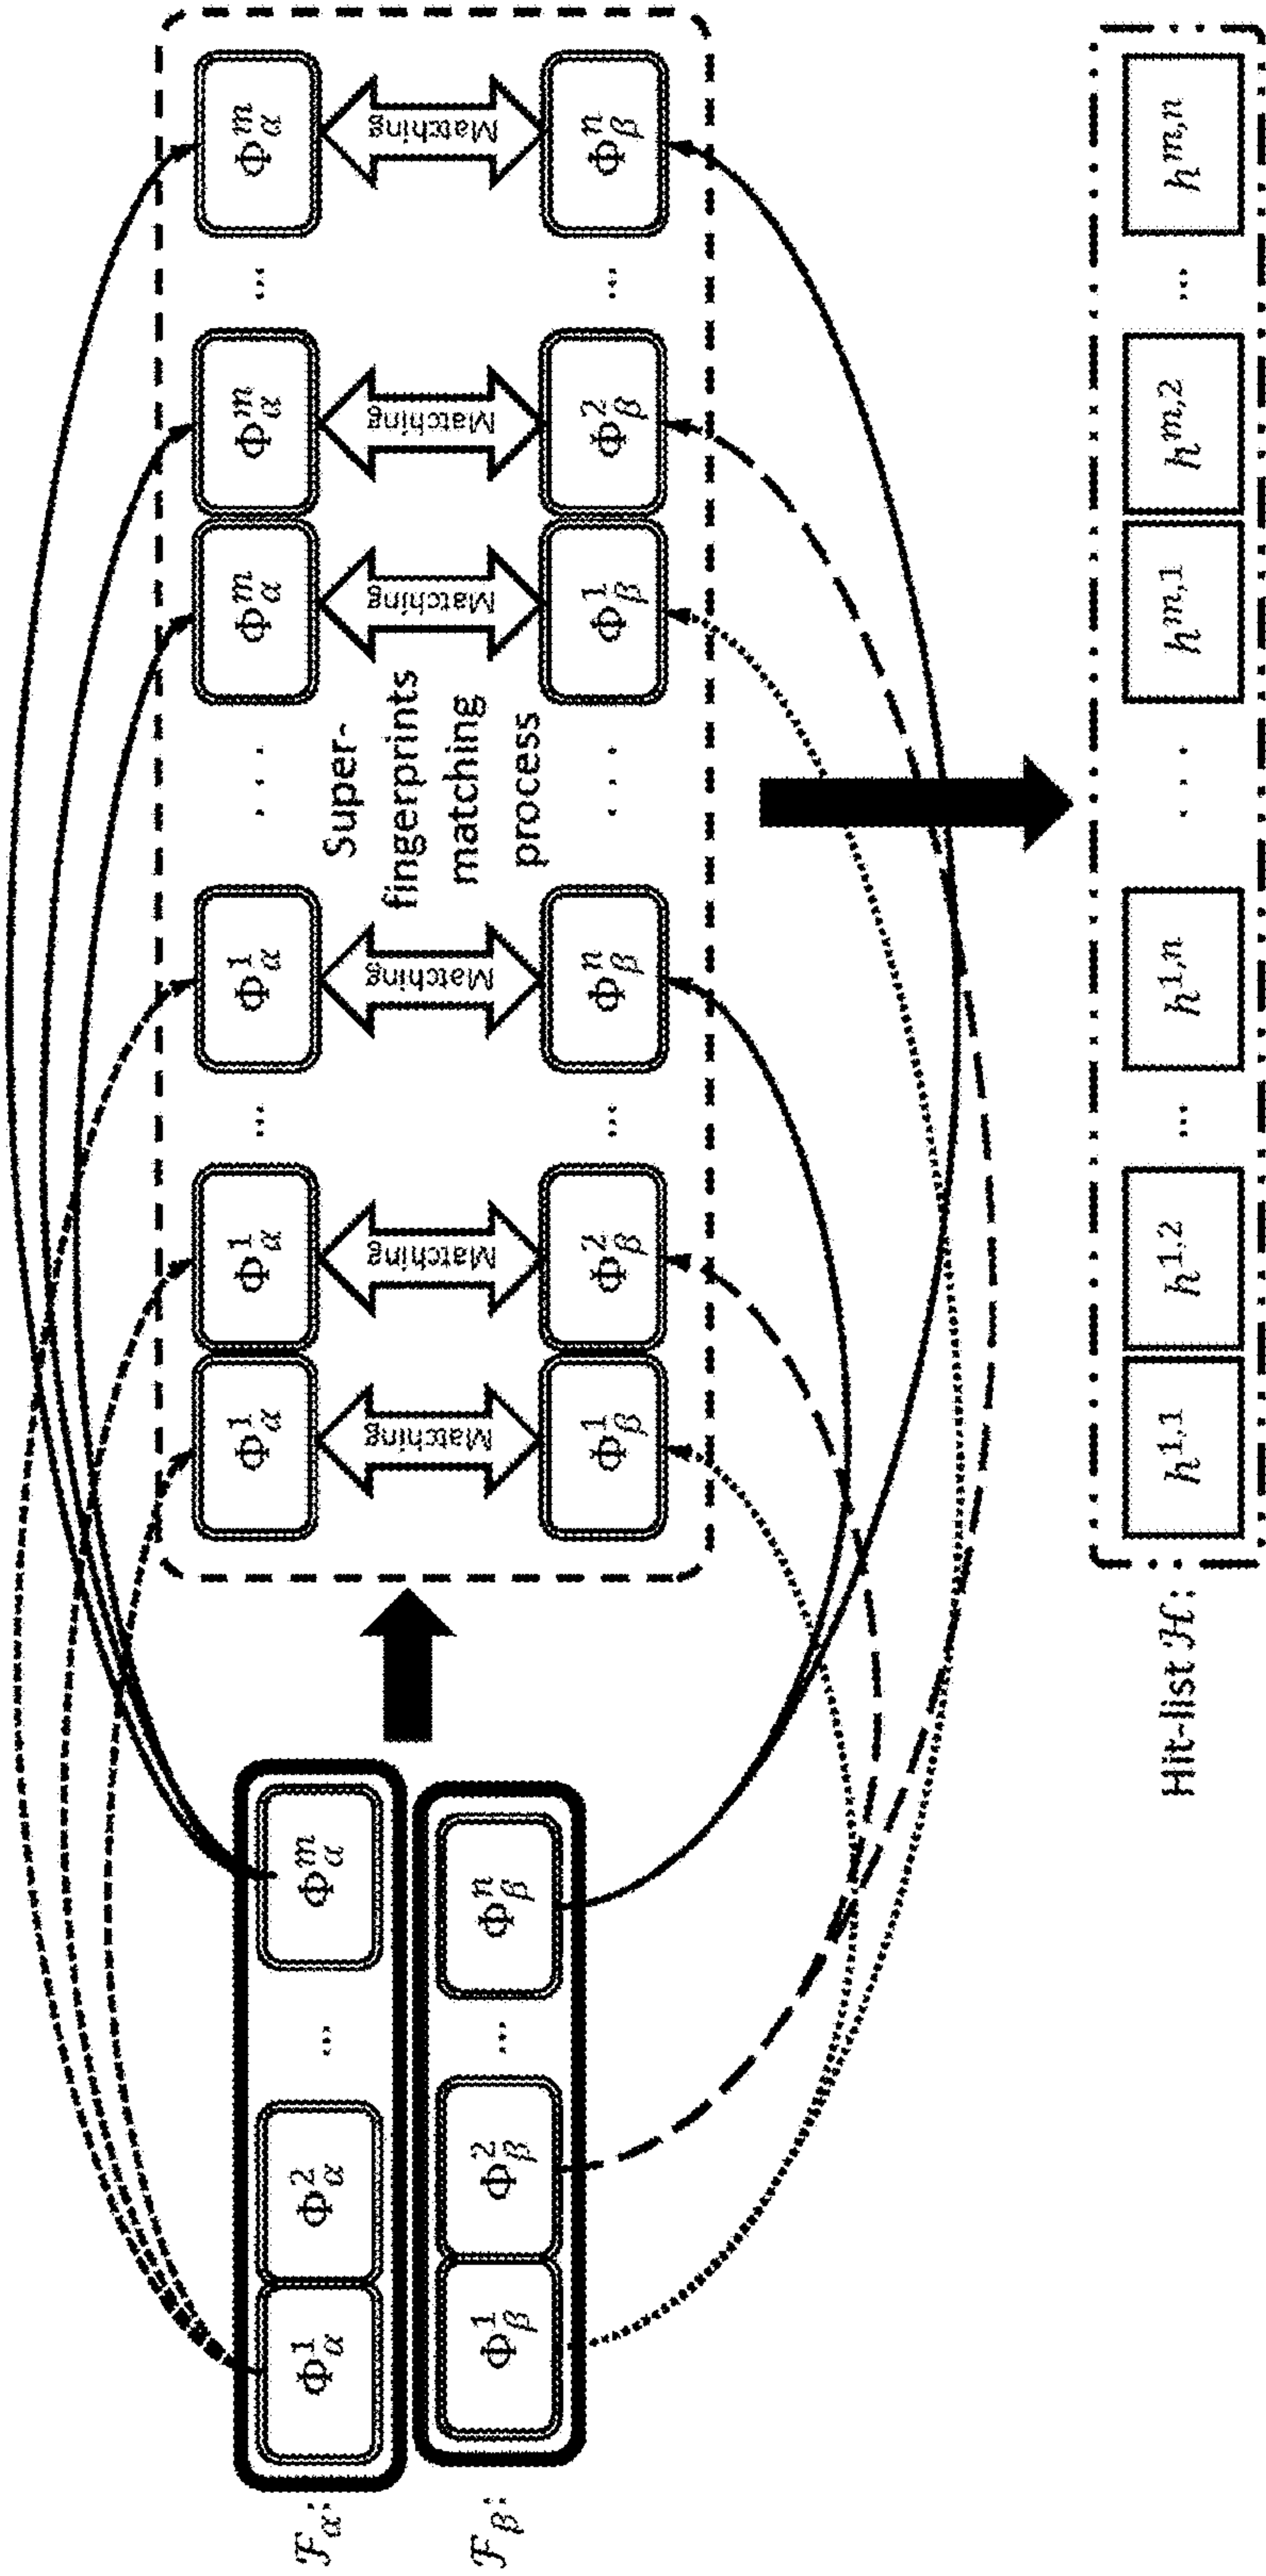 ℱα: Φ¹α Φ²α ... Φᵐα
ℱβ: Φ¹β Φ²β ... Φⁿβ
Φ¹α Φ¹α ... Φ¹α . . . Φᵐα Φᵐα ... Φᵐα
Matching Matching Matching Matching Matching Matching
Super-
fingerprints
matching
process
Φ¹β Φ²β ... Φⁿβ . . . Φ¹β Φ²β ... Φⁿβ
Hit-list ℋ: h¹,¹ h¹,² ... h¹,ⁿ . . . hᵐ,¹ hᵐ,² ... hᵐ,ⁿ